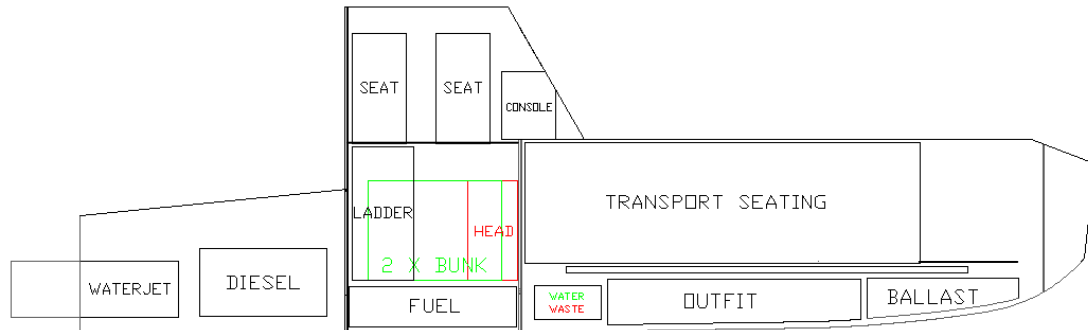 SEAT
SEAT
CONSOLE
TRANSPORT SEATING
LADDER
HEAD
2 X BUNK
WATERJET
DIESEL
FUEL
WATER
WASTE
OUTFIT
BALLAST